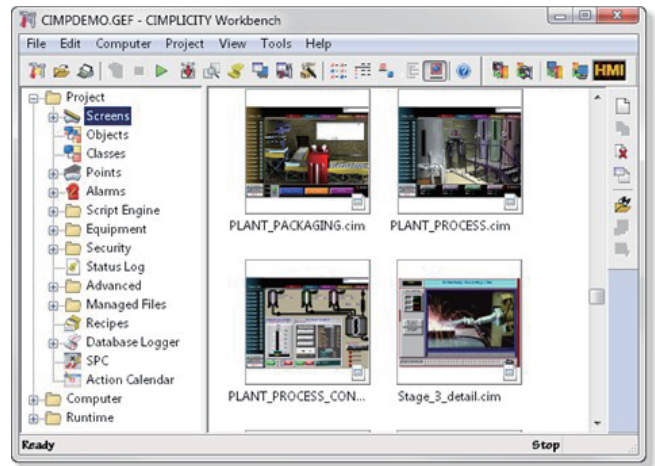 CIMPDEMO.GEF - CIMPLICITY Workbench
File Edit Computer Project View Tools Help
HMI
Project
Screens
Objects
Classes
Points
Alarms
Script Engine
Equipment
Security
Status Log
Advanced
Managed Files
Recipes
Database Logger
SPC
Action Calendar
Computer
Runtime
PLANT_PACKAGING.cim PLANT_PROCESS.cim
PLANT_PROCESS_CON... Stage_3_detail.cim
Ready Stop